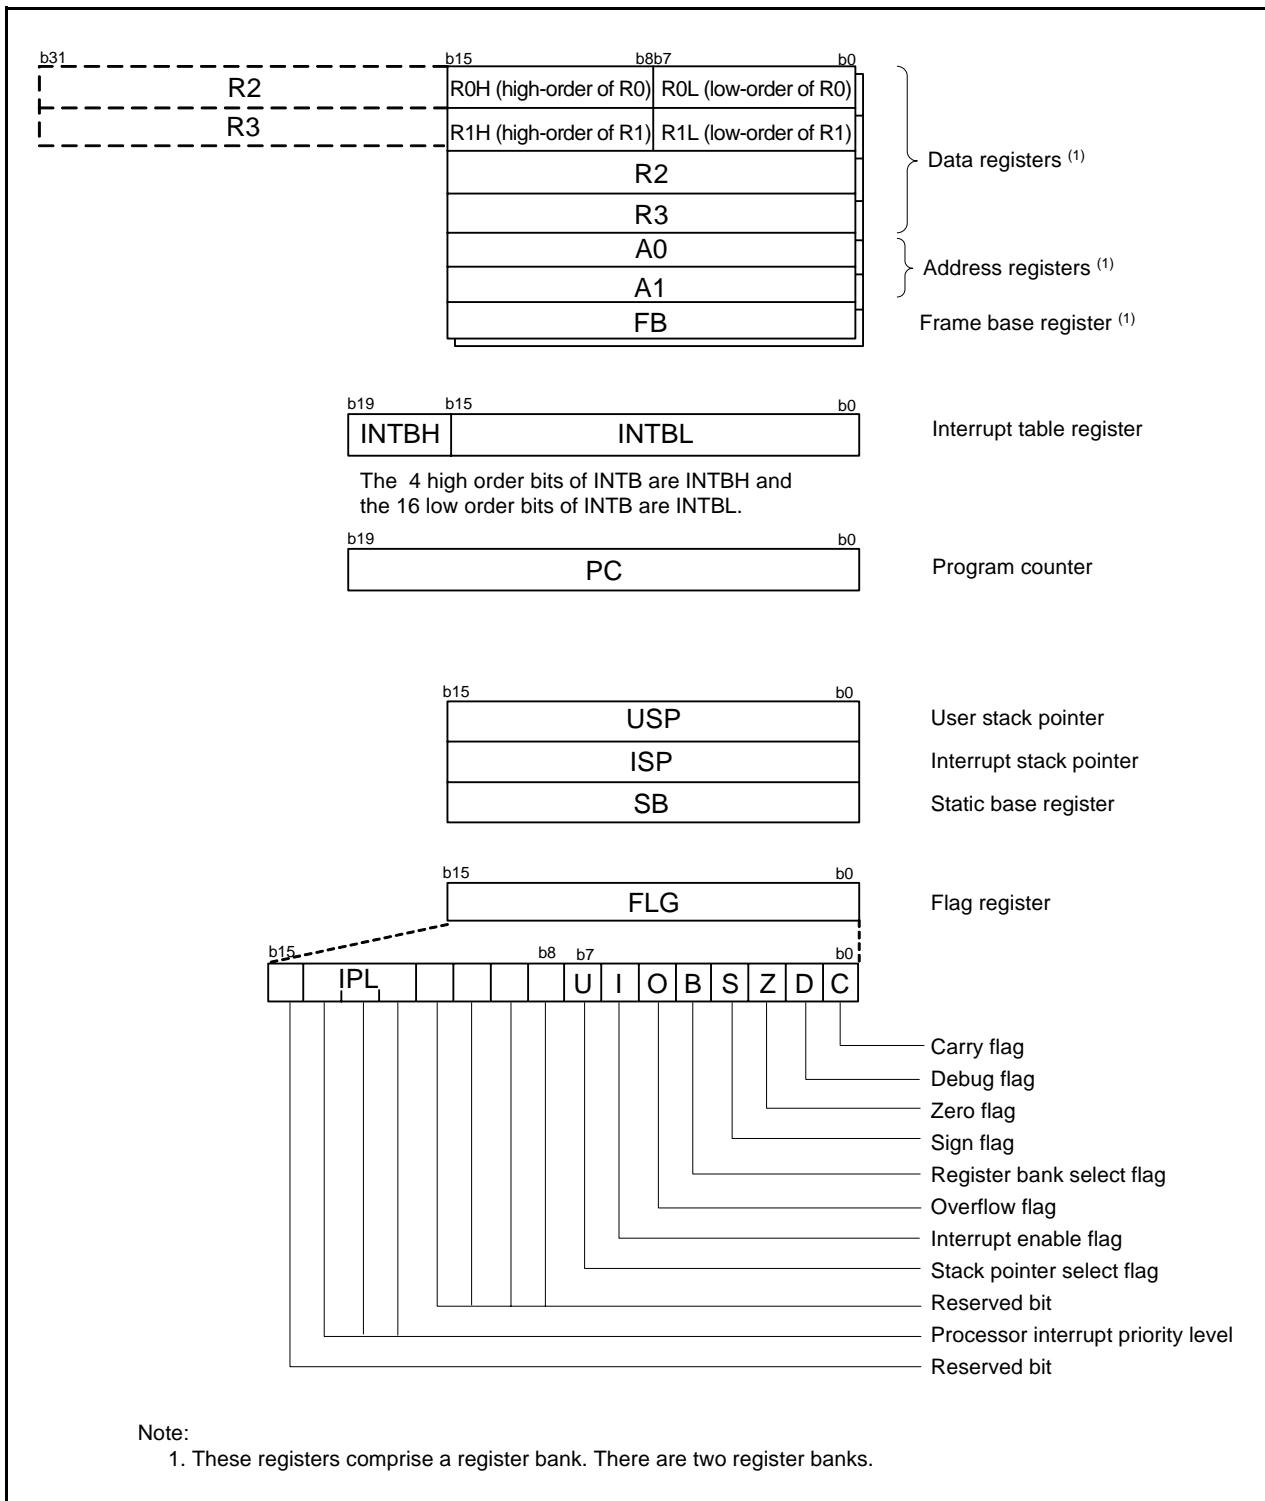 b31 b15 b8b7 b0
R2 R0H (high-order of R0) R0L (low-order of R0)
R3 R1H (high-order of R1) R1L (low-order of R1)
R2
R3
Data registers (1)
A0
A1
Address registers (1)
FB
Frame base register (1)
b19 b15 b0
INTBH INTBL
Interrupt table register
The 4 high order bits of INTB are INTBH and
the 16 low order bits of INTB are INTBL.
b19 b0
PC
Program counter
b15 b0
USP
User stack pointer
ISP
Interrupt stack pointer
SB
Static base register
b15 b0
FLG
Flag register
b15 b8 b7 b0
IPL U I O B S Z D C
Carry flag
Debug flag
Zero flag
Sign flag
Register bank select flag
Overflow flag
Interrupt enable flag
Stack pointer select flag
Reserved bit
Processor interrupt priority level
Reserved bit
Note:
1. These registers comprise a register bank. There are two register banks.